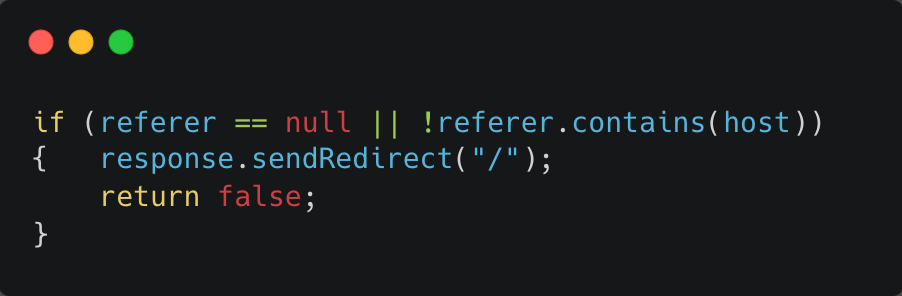 if (referer == null || !referer.contains(host))
{   response.sendRedirect("/");
    return false;
}